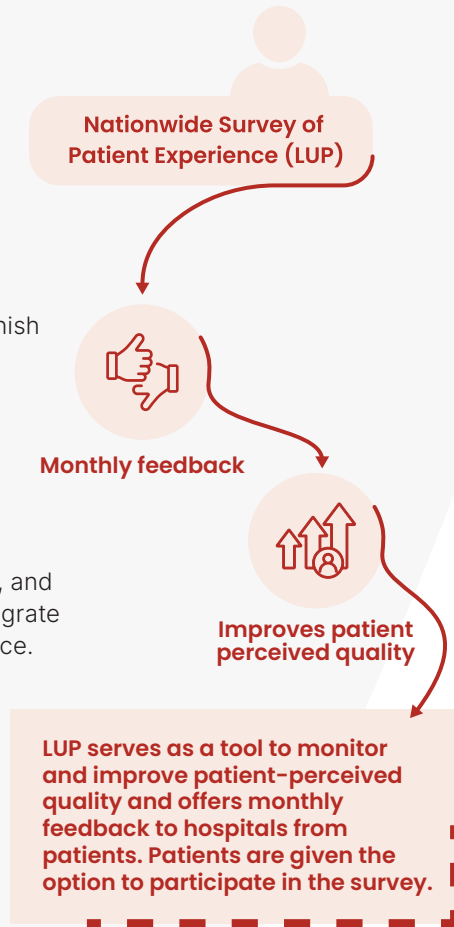 Nationwide Survey of
Patient Experience (LUP)
nish
Monthly feedback
, and
grate
ce.
Improves patient
perceived quality
LUP serves as a tool to monitor
and improve patient-perceived
quality and offers monthly
feedback to hospitals from
patients. Patients are given the
option to participate in the survey.